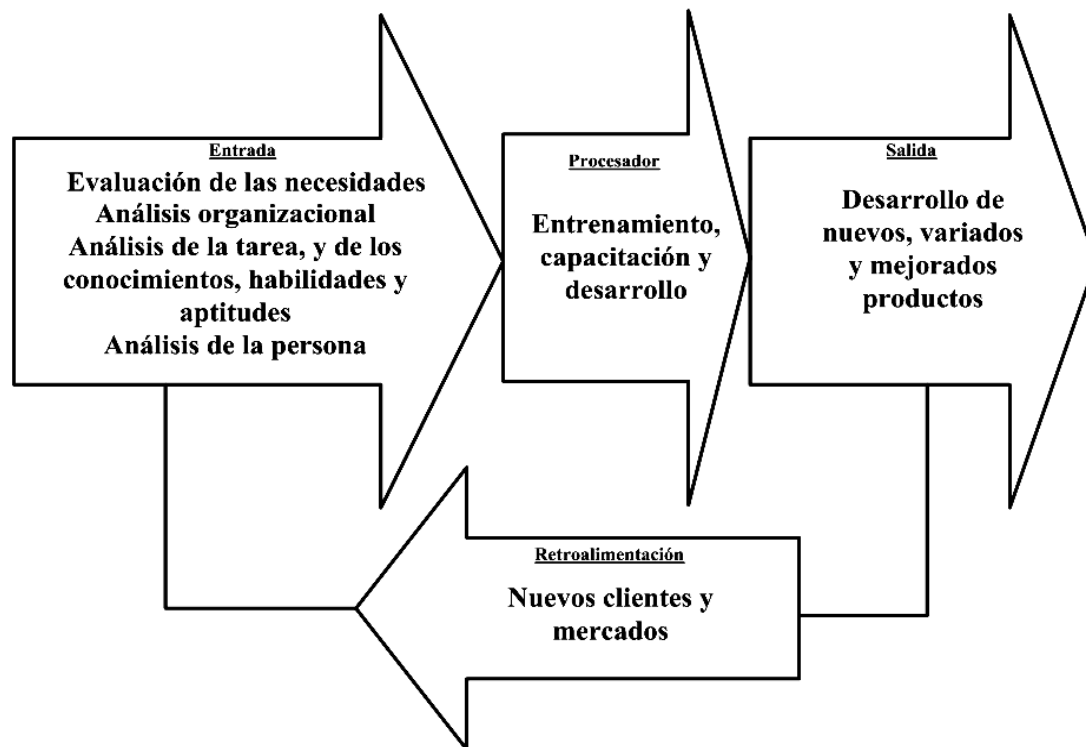 Entrada
Evaluación de las necesidades
Análisis organizacional
Análisis de la tarea, y de los
conocimientos, habilidades y
aptitudes
Análisis de la persona
Procesador
Entrenamiento,
capacitación y
desarrollo
Salida
Desarrollo de
nuevos, variados
y mejorados
productos
Retroalimentación
Nuevos clientes y
mercados